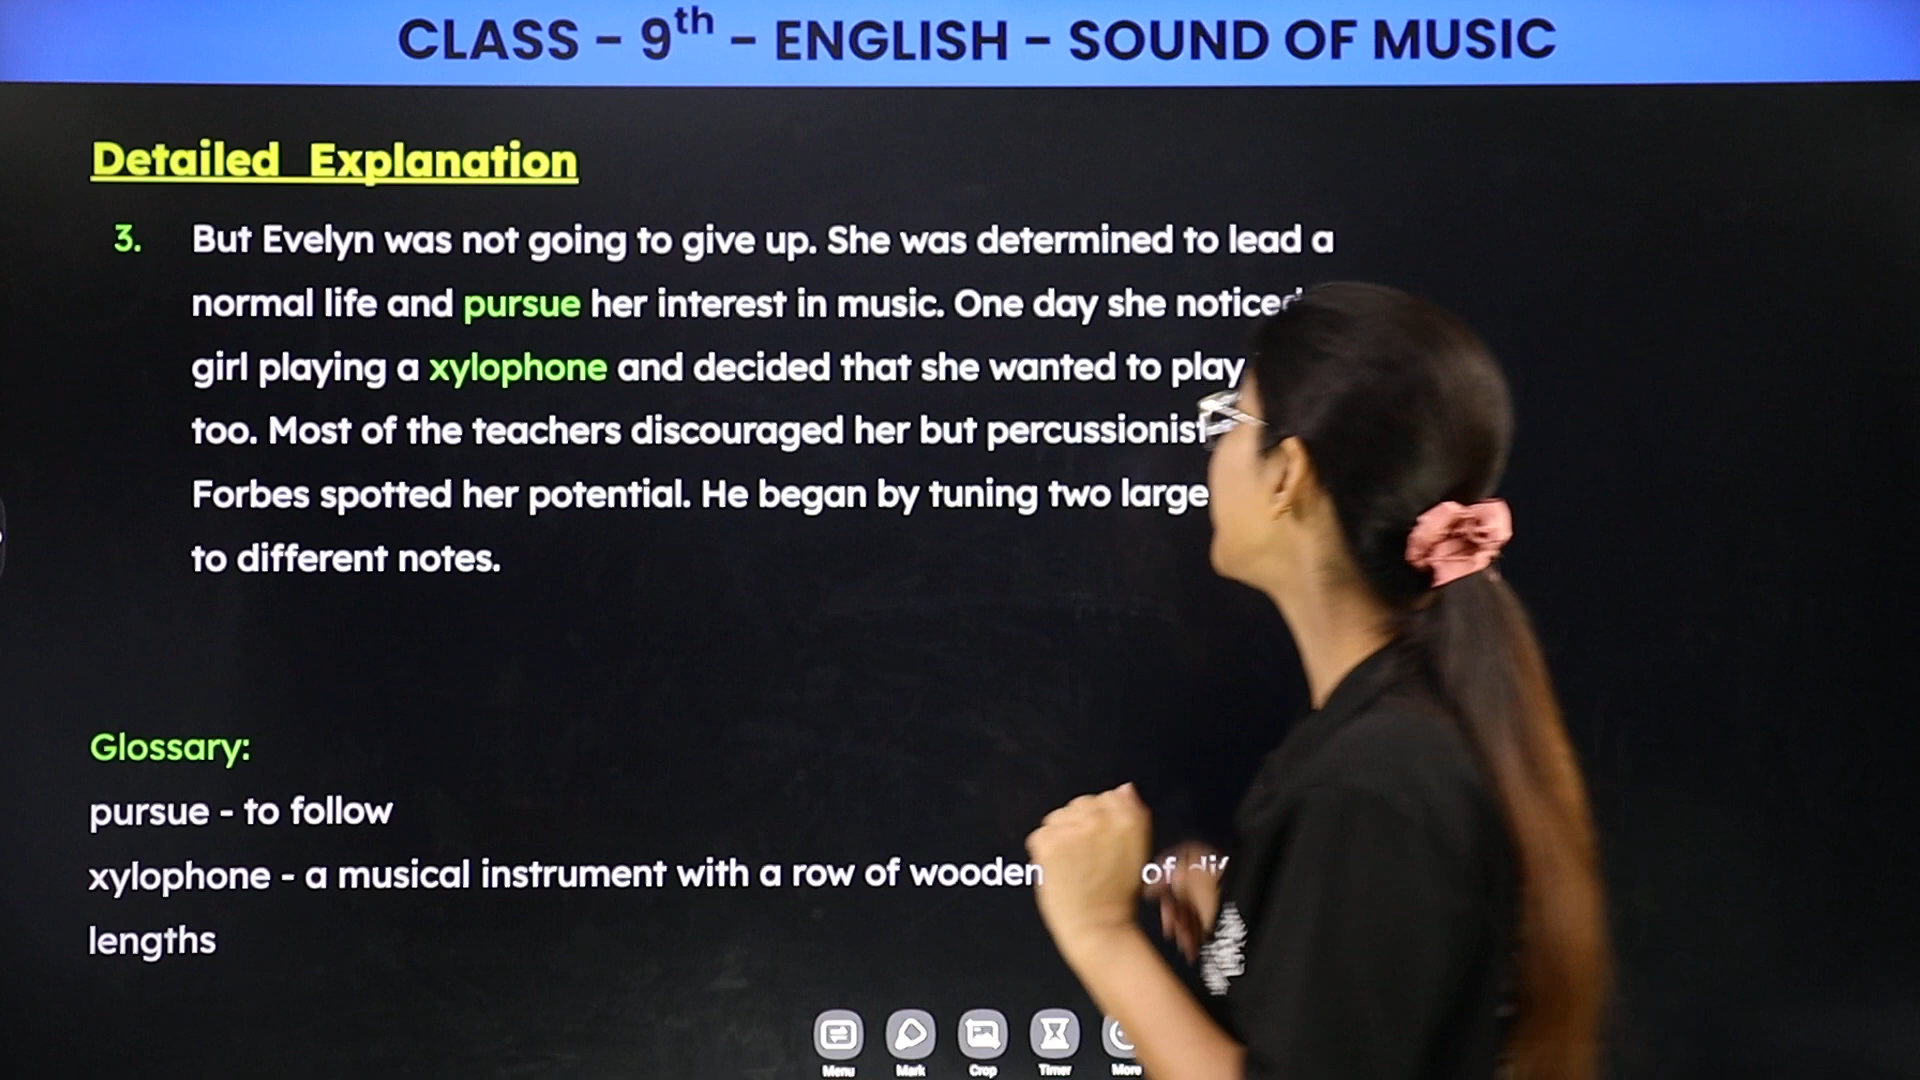 CLASS - 9th - ENGLISH - SOUND OF MUSIC
Detailed Explanation
3. But Evelyn was not going to give up. She was determined to lead a
normal life and pursue her interest in music. One day she noticed
girl playing a xylophone and decided that she wanted to play
too. Most of the teachers discouraged her but percussionist
Forbes spotted her potential. He began by tuning two large
to different notes.
Glossary:
pursue - to follow
xylophone - a musical instrument with a row of wooden of
lengths
Menu Mark Crop Timer More